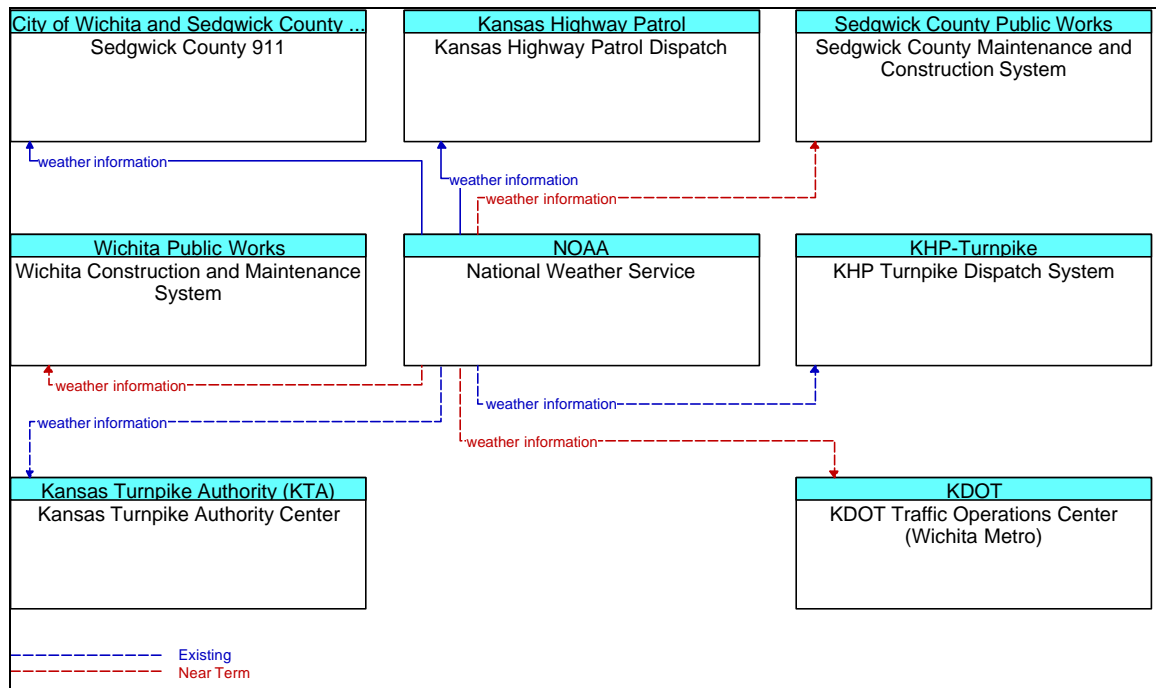 City of Wichita and Sedgwick County ...
Sedgwick County 911
Kansas Highway Patrol
Kansas Highway Patrol Dispatch
Sedgwick County Public Works
Sedgwick County Maintenance and
Construction System
weather information
weather information
weather information
Wichita Public Works
Wichita Construction and Maintenance
System
NOAA
National Weather Service
KHP-Turnpike
KHP Turnpike Dispatch System
weather information
weather information
weather information
weather information
Kansas Turnpike Authority (KTA)
Kansas Turnpike Authority Center
KDOT
KDOT Traffic Operations Center
(Wichita Metro)
Existing
Near Term